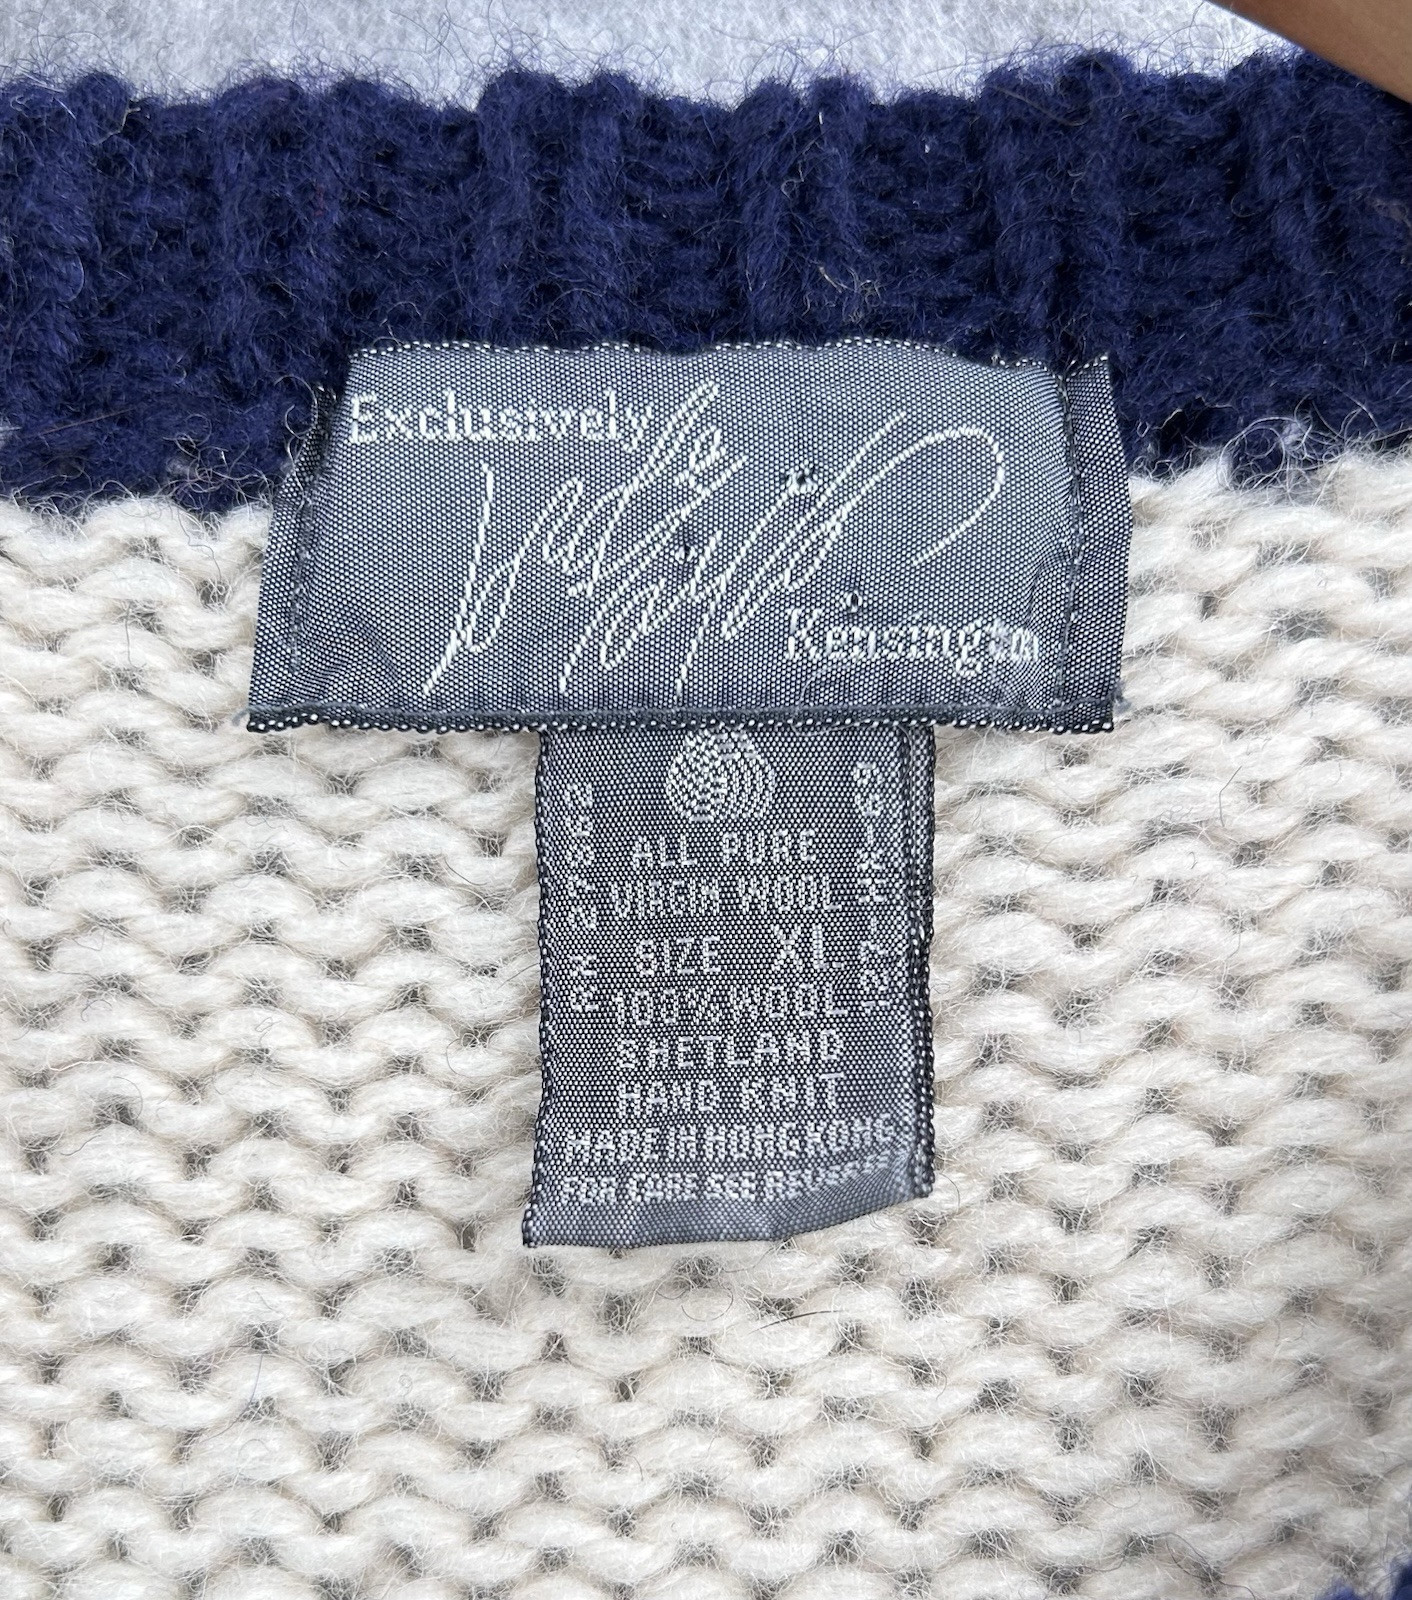 Exclusively
Kensington
ALL PURE
VIRGIN WOOL
SIZE XL
100% WOOL
SHETLAND
HAND KNIT
MADE IN HONG KONG
FOR CARE SEE REVERSE